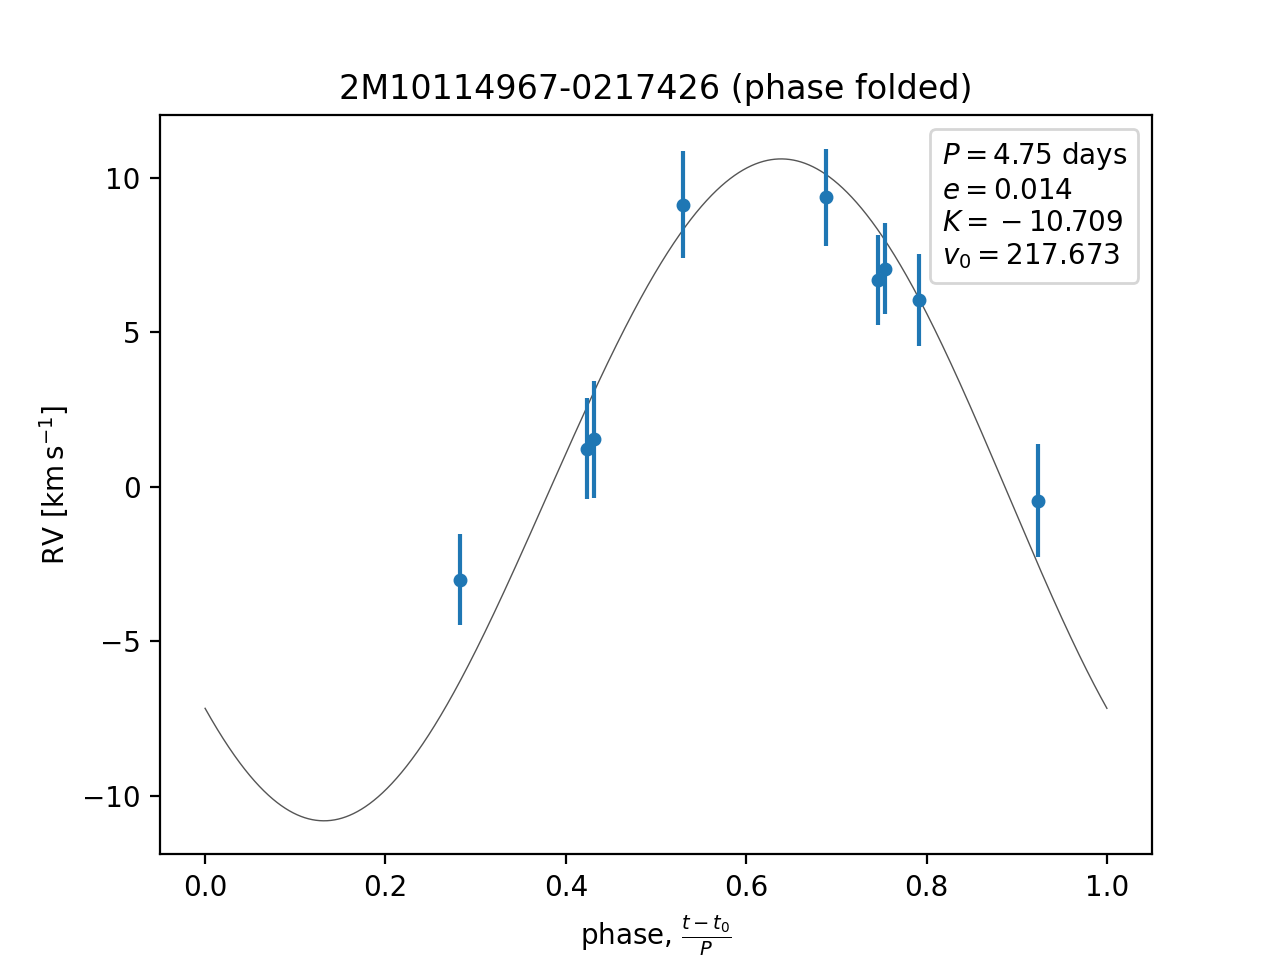 2M10114967-0217426 (phase folded)
P = 4.75 days
e = 0.014
K = −10.709
v₀ = 217.673
RV [km s⁻¹]
10
5
0
−5
−10
0.0 0.2 0.4 0.6 0.8 1.0
phase, (t − t₀)/P